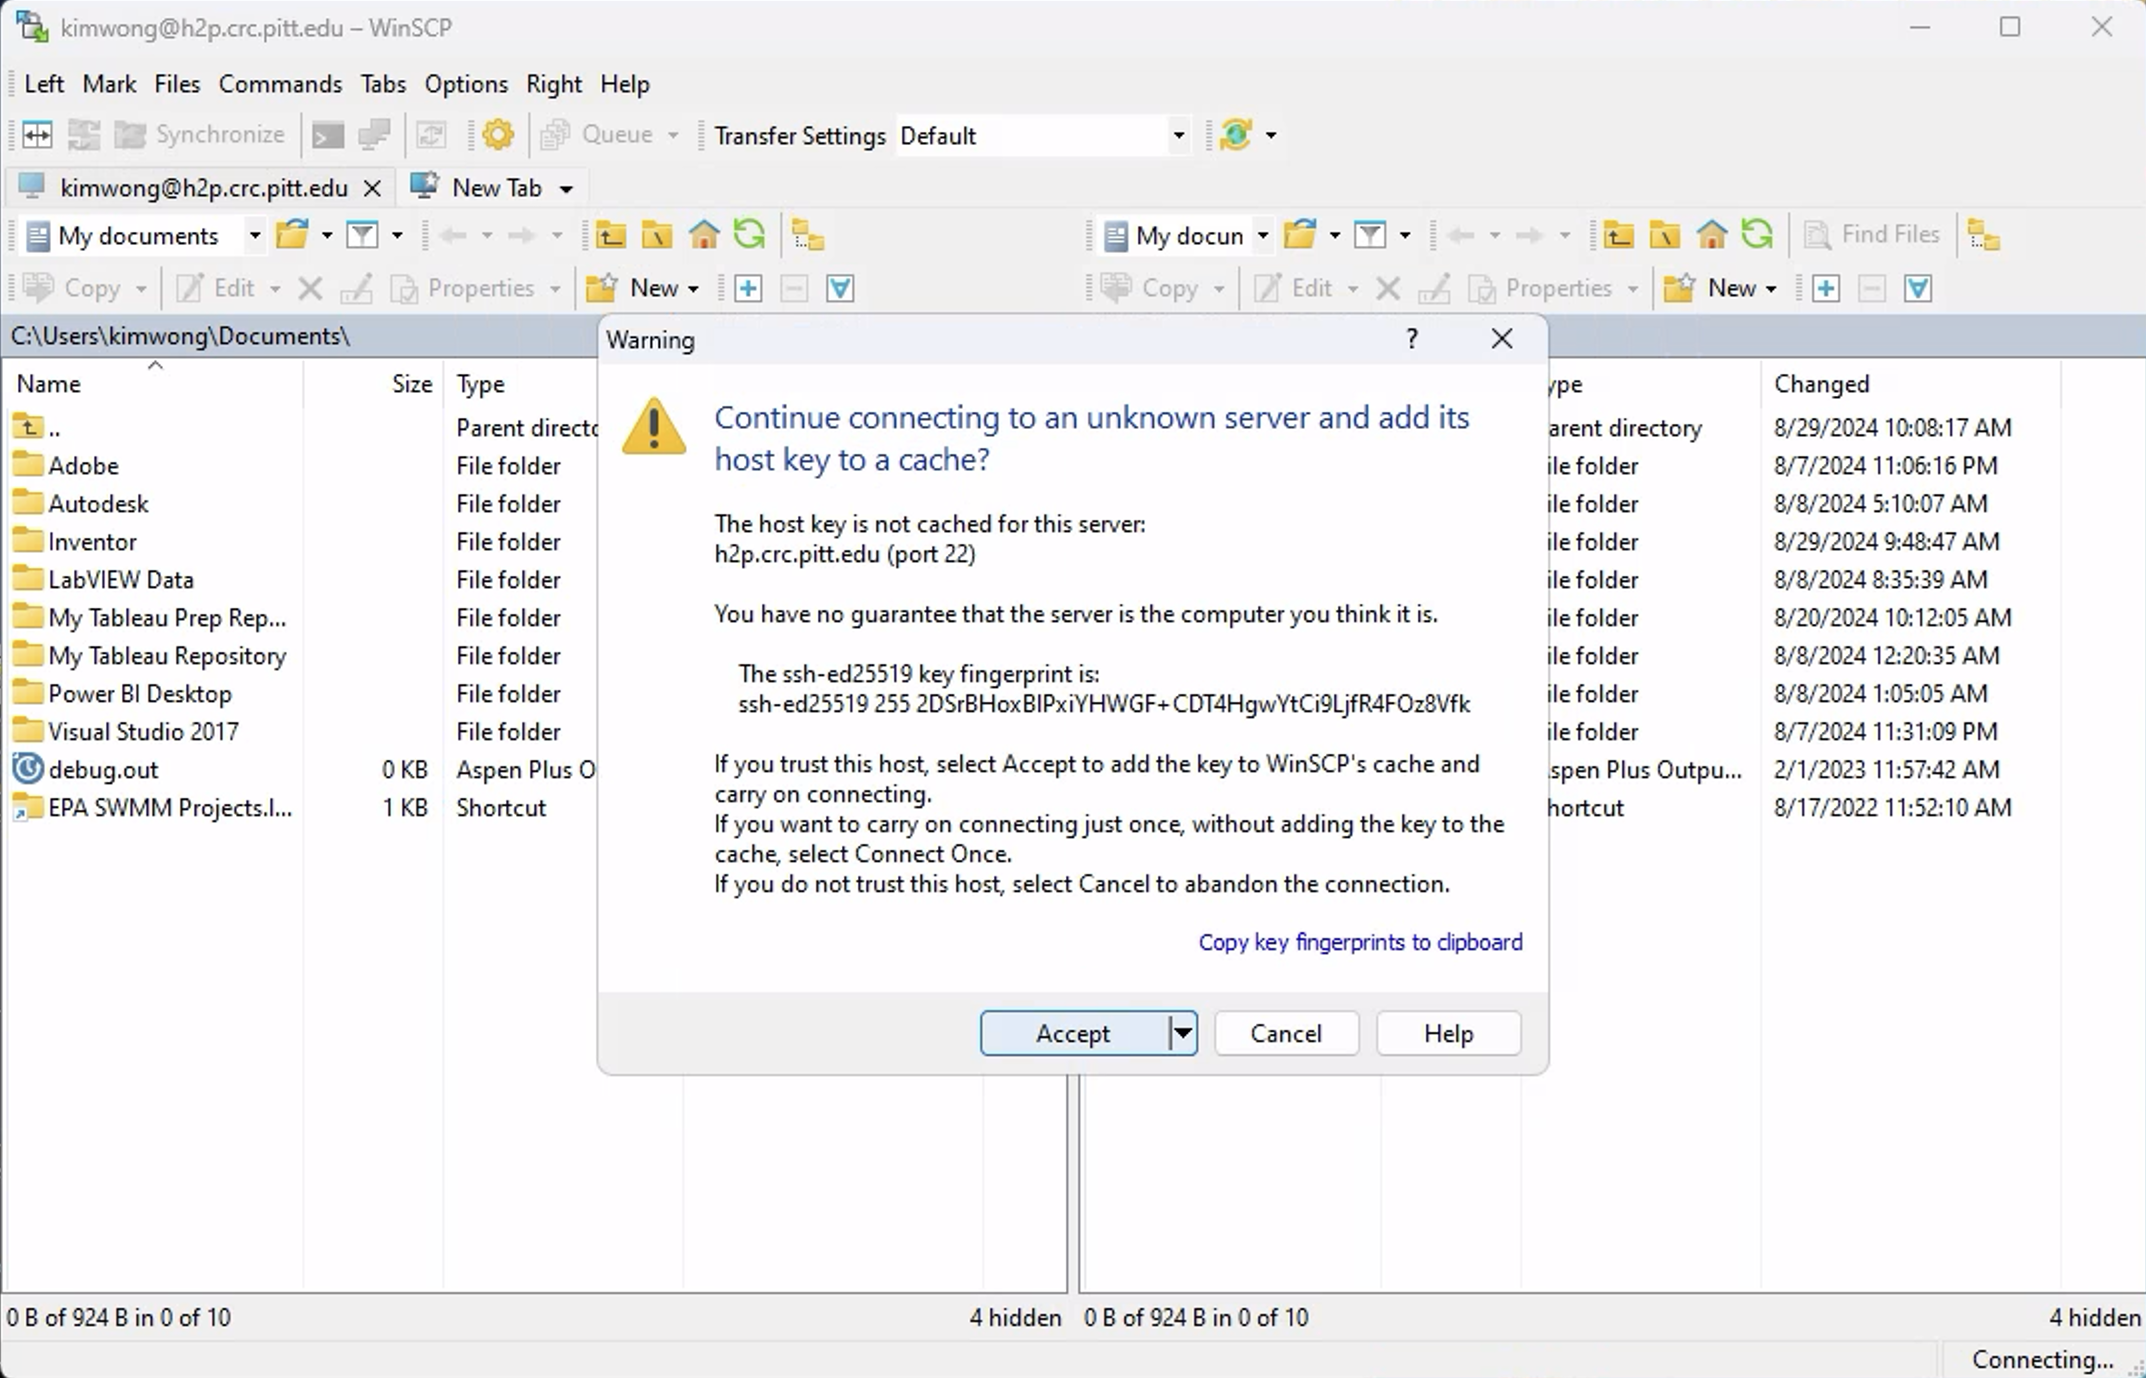 kimwong@h2p.crc.pitt.edu – WinSCP
Left Mark Files Commands Tabs Options Right Help
Synchronize Queue Transfer Settings Default
kimwong@h2p.crc.pitt.edu New Tab
My documents My docun Find Files
Copy Edit Properties New Copy Edit Properties New
C:\Users\kimwong\Documents\
Name Size Type ype Changed
.. Parent directo arent directory 8/29/2024 10:08:17 AM
Adobe File folder ile folder 8/7/2024 11:06:16 PM
Autodesk File folder ile folder 8/8/2024 5:10:07 AM
Inventor File folder ile folder 8/29/2024 9:48:47 AM
LabVIEW Data File folder ile folder 8/8/2024 8:35:39 AM
My Tableau Prep Rep... File folder ile folder 8/20/2024 10:12:05 AM
My Tableau Repository File folder ile folder 8/8/2024 12:20:35 AM
Power BI Desktop File folder ile folder 8/8/2024 1:05:05 AM
Visual Studio 2017 File folder ile folder 8/7/2024 11:31:09 PM
debug.out 0 KB Aspen Plus O spen Plus Outpu... 2/1/2023 11:57:42 AM
EPA SWMM Projects.l... 1 KB Shortcut hortcut 8/17/2022 11:52:10 AM
Warning ?
Continue connecting to an unknown server and add its
host key to a cache?
The host key is not cached for this server:
h2p.crc.pitt.edu (port 22)
You have no guarantee that the server is the computer you think it is.
The ssh-ed25519 key fingerprint is:
ssh-ed25519 255 2DSrBHoxBIPxiYHWGF+CDT4HgwYtCi9LjfR4FOz8Vfk
If you trust this host, select Accept to add the key to WinSCP's cache and
carry on connecting.
If you want to carry on connecting just once, without adding the key to the
cache, select Connect Once.
If you do not trust this host, select Cancel to abandon the connection.
Copy key fingerprints to clipboard
Accept Cancel Help
0 B of 924 B in 0 of 10 4 hidden 0 B of 924 B in 0 of 10 4 hidden
Connecting...